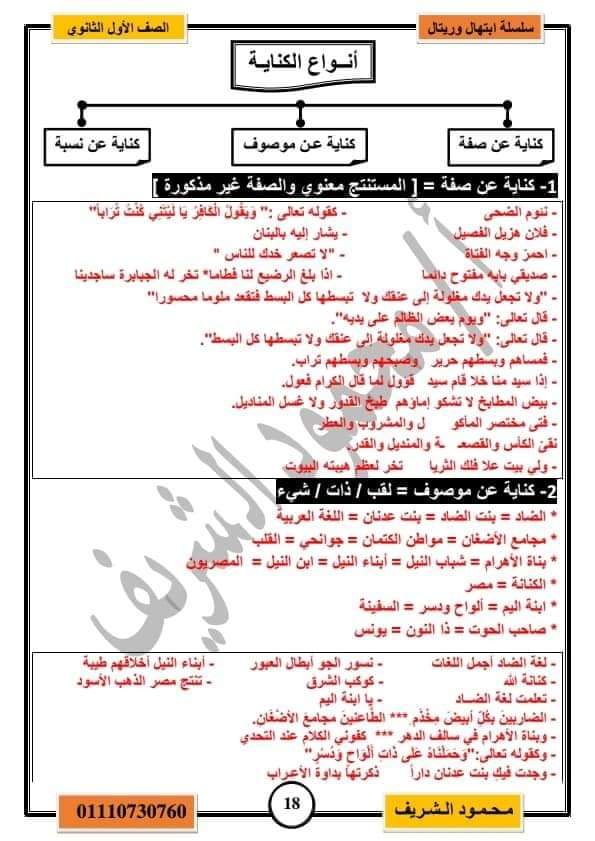 سلسلة ابتهال وريتال
الصف الأول الثانوي
أنـــواع الكنايـة
كناية عن صفة
كناية عن موصوف
كناية عن نسبة
1- كناية عن صفة = [ المستنتج معنوي والصفة غير مذكورة ]
- نئوم الضحى - كقوله تعالى :" وَيَقُولُ الْكَافِرُ يَا لَيْتَنِي كُنْتُ تُرَاباً"
- فلان هزيل الفصيل - يشار إليه بالبنان
- احمرّ وجه الفتاة - "لا تصعر خدك للناس "
- صديقي بابه مفتوح دائما - اذا بلغ الرضيع لنا فطاما* تخر له الجبابرة ساجدينا
- "ولا تجعل يدك مغلولة إلى عنقك ولا تبسطها كل البسط فتقعد ملوما محسورا"
- قال تعالى: "ويوم يعض الظالم على يديه".
- قال تعالى: "ولا تجعل يدك مغلولة إلى عنقك ولا تبسطها كل البسط".
- فمساهم وبسطهم حرير وصبحهم وبسطهم تراب.
- إذا سيد منا خلا قام سيد قؤول لما قال الكرام فعول.
- بيض المطابخ لا تشكو إماؤهم طبخ القدور ولا غسل المناديل.
- فتى مختصر المأكو ل والمشروب والعطر
نقىّ الكأس والقصعـ ـة والمنديل والقدر
- ولي بيت علا فلك الثريا تخر لعظم هيبته البيوت
2- كناية عن موصوف = لقب / ذات / شيء
* الضاد = بنت الضاد = بنت عدنان = اللغة العربية
* مجامع الأضغان = مواطن الكتمان = جوانحي = القلب
* بناة الأهرام = شباب النيل = أبناء النيل = ابن النيل = المصريون
* الكنانة = مصر
* ابنة اليم = ألواح ودسر = السفينة
* صاحب الحوت = ذا النون = يونس
- لغة الضاد أجمل اللغات - نسور الجو أبطال العبور - أبناء النيل أخلاقهم طيبة
- كنانة الله - كوكب الشرق - تنتج مصر الذهب الأسود
- تعلمت لغة الضـــاد - يا ابنة اليم
- الضاربين بكل أبيض مِخْذَم *** الطّاعنين مجامعَ الأضْغَان.
- وبناة الأهرام في سالف الدهر *** كفوني الكلام عند التحدي
- وكقوله تعالى:"وَحَمَلْنَاهُ عَلَى ذَاتِ أَلْوَاحٍ وَدُسُرٍ"
- وجدت فيكِ بنت عدنان داراً ذكرتها بداوة الأعراب
محمود الشريف
18
01110730760
أ/ محمود الشريف